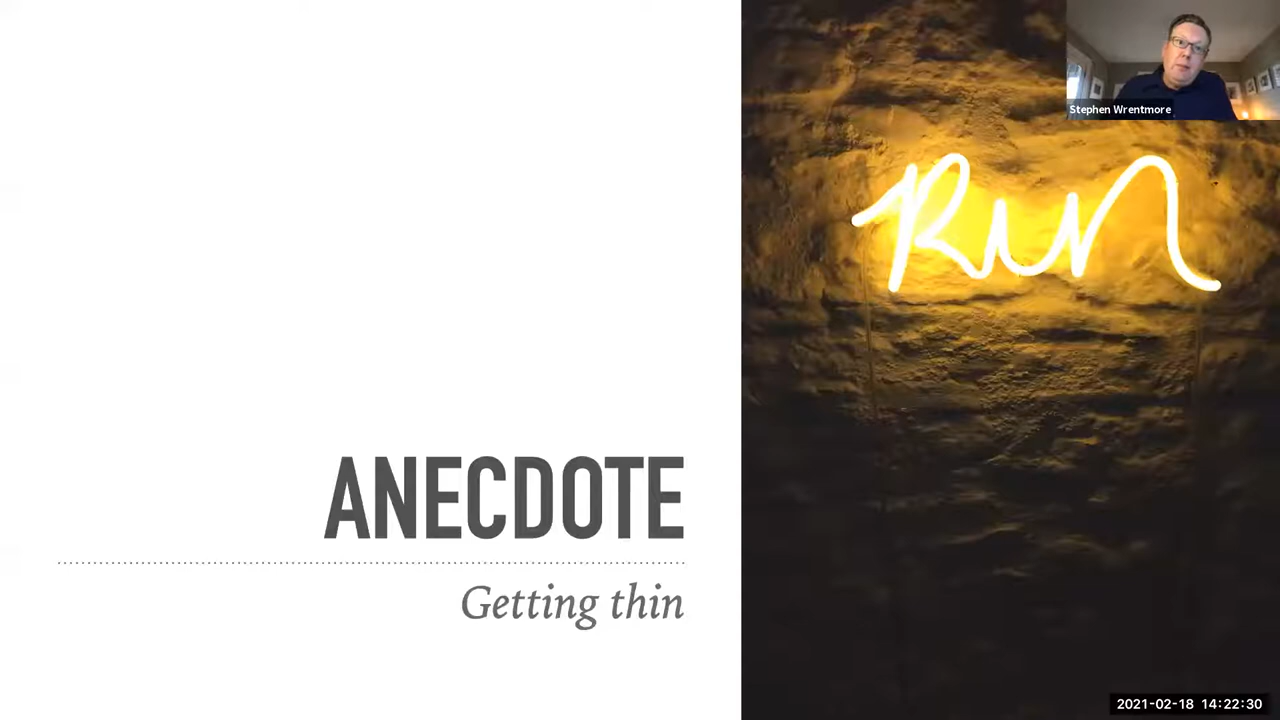 Stephen Wrentmore
Run
ANECDOTE
Getting thin
2021-02-18 14:22:30